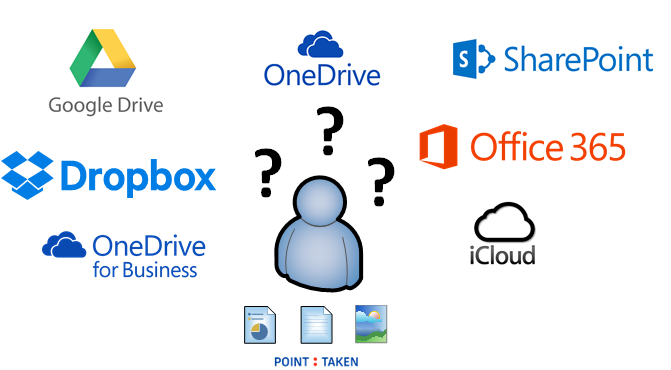 Google Drive
OneDrive
S SharePoint
Dropbox
Office 365
OneDrive
for Business
iCloud
? ? ?
POINT : TAKEN